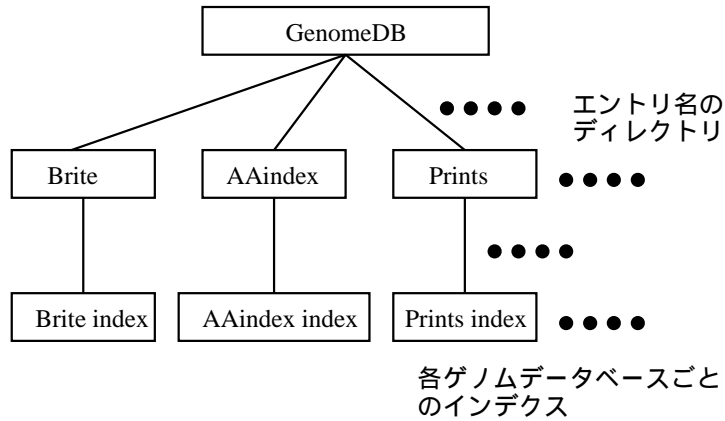 GenomeDB
エントリ名の
ディレクトリ
Brite
AAindex
Prints
Brite index
AAindex index
Prints index
各ゲノムデータベースごと
のインデクス